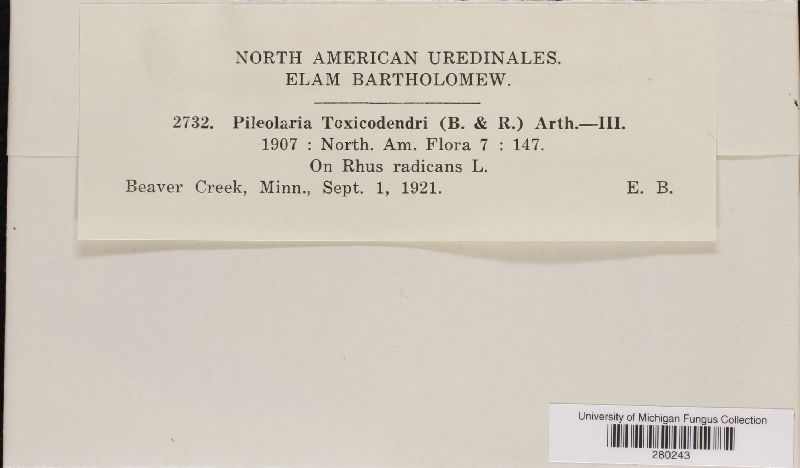 NORTH AMERICAN UREDINALES.
ELAM BARTHOLOMEW.
2732. Pileolaria Toxicodendri (B. & R.) Arth.—III.
1907 : North. Am. Flora 7 : 147.
On Rhus radicans L.
Beaver Creek, Minn., Sept. 1, 1921. E. B.
University of Michigan Fungus Collection
280243